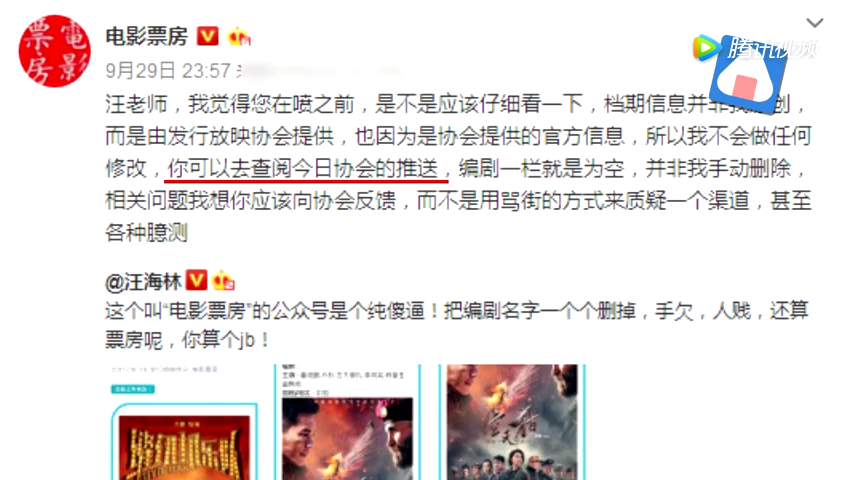 電影票房
电影票房
9月29日 23:57
腾讯视频
汪老师，我觉得您在喷之前，是不是应该仔细看一下，档期信息并非我原创，
而是由发行放映协会提供，也因为是协会提供的官方信息，所以我不会做任何
修改，你可以去查阅今日协会的推送，编剧一栏就是为空，并非我手动删除，
相关问题我想你应该向协会反馈，而不是用骂街的方式来质疑一个渠道，甚至
各种臆测
@汪海林
这个叫“电影票房”的公众号是个纯傻逼！把编剧名字一个个删掉，手欠，人贱，还算
票房呢，你算个jb！